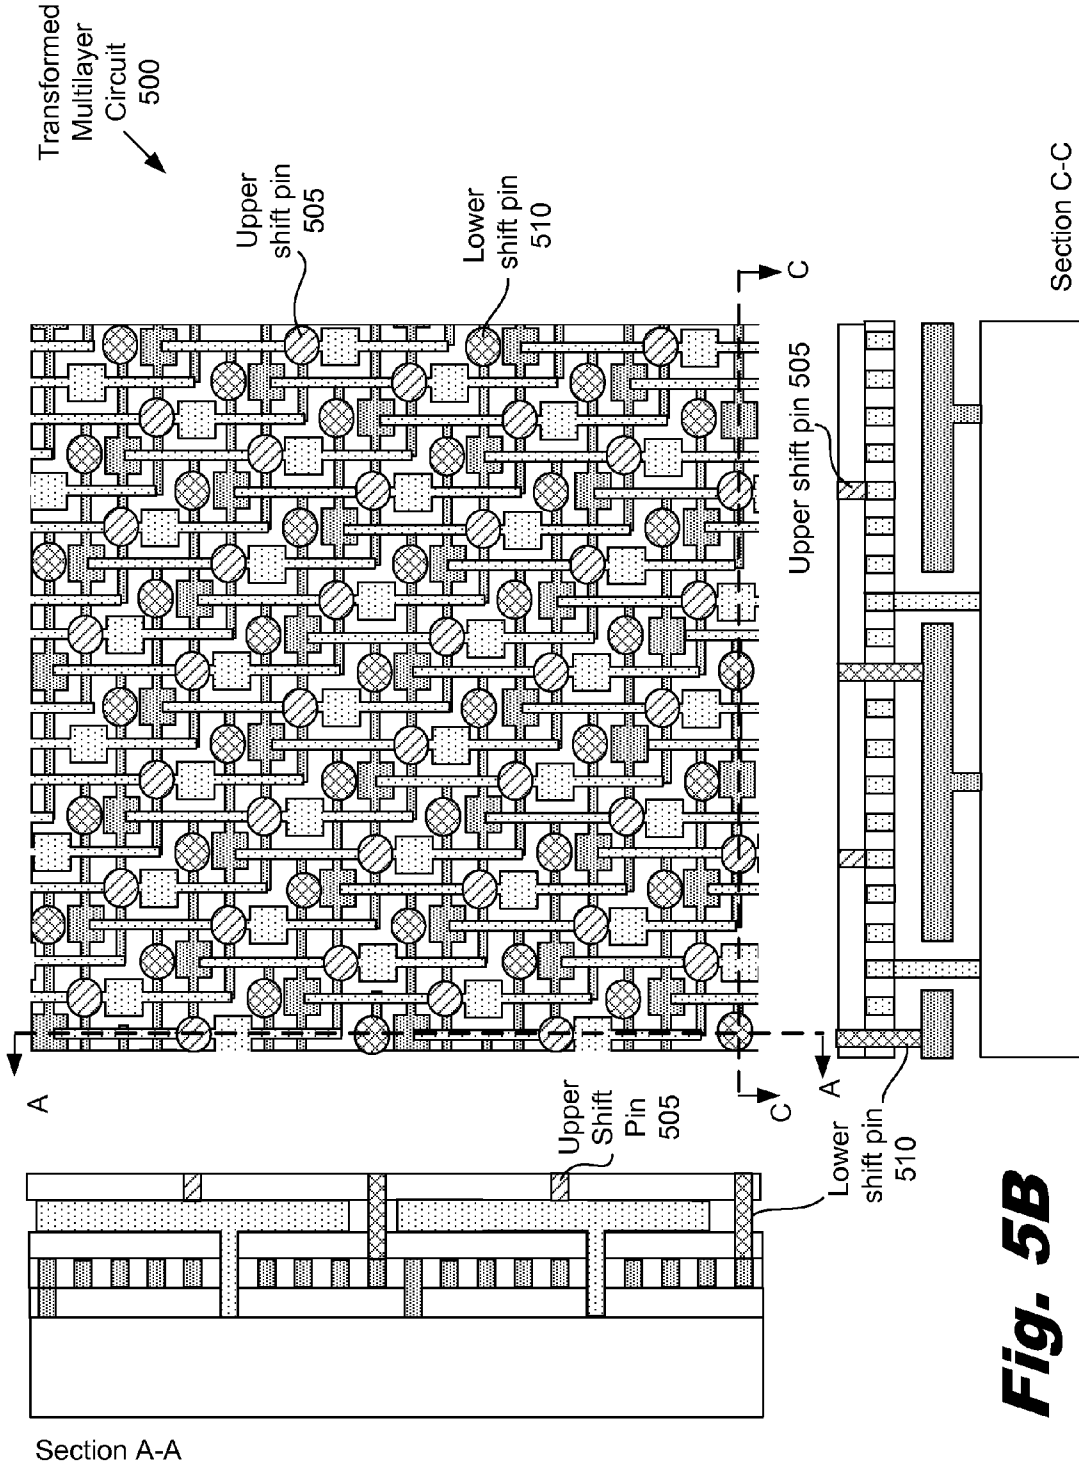 Transformed
Multilayer
Circuit
500
Upper
shift pin
505
Lower
shift pin
510
C
C
A
A
Upper shift pin 505
Section C-C
Upper
Shift
Pin
505
Lower
shift pin
510
Section A-A
Fig. 5B